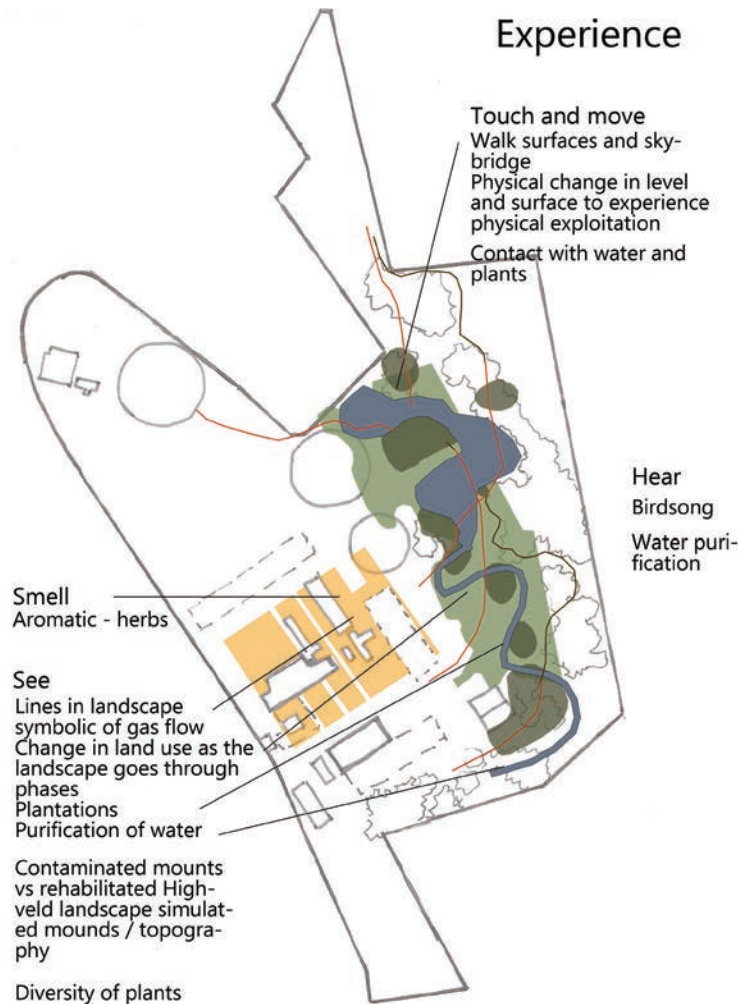 Experience
Touch and move
Walk surfaces and sky-
bridge
Physical change in level
and surface to experience
physical exploitation
Contact with water and
plants
Hear
Birdsong
Water puri-
fication
Smell
Aromatic - herbs
See
Lines in landscape
symbolic of gas flow
Change in land use as the
landscape goes through
phases
Plantations
Purification of water
Contaminated mounts
vs rehabilitated High-
veld landscape simulat-
ed mounds / topogra-
phy
Diversity of plants